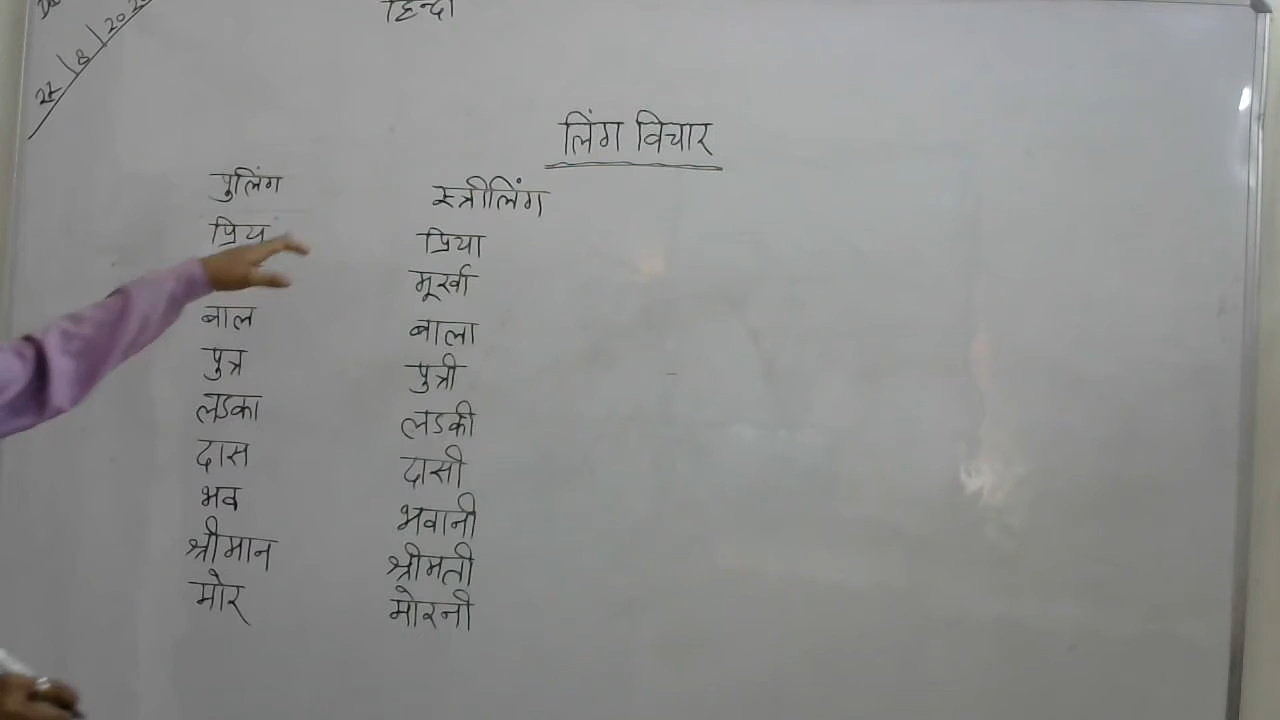 हिन्दी
लिंग विचार
पुलिंग स्त्रीलिंग
प्रिय प्रिया
मूर्खा
बाल बाला
पुत्र पुत्री
लडका लडकी
दास दासी
भव भवानी
श्रीमान श्रीमती
मोर मोरनी